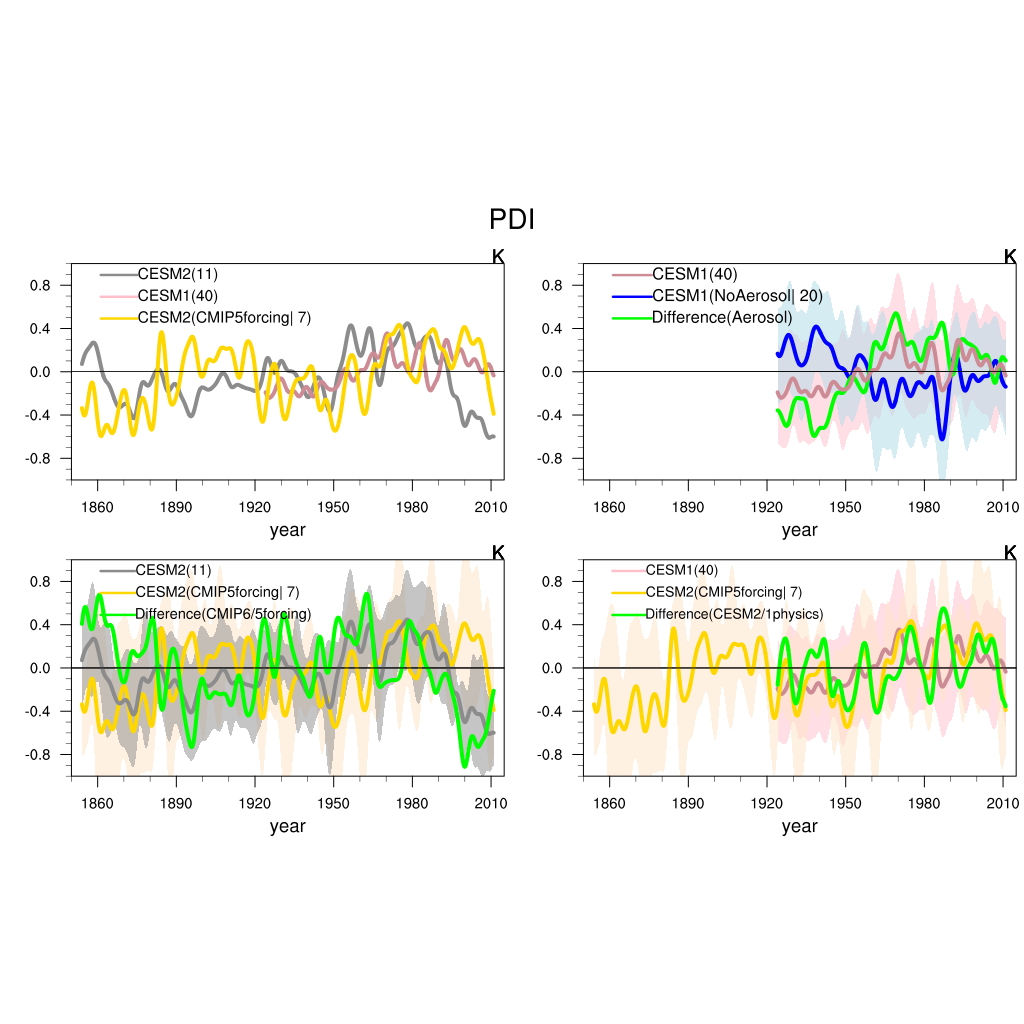 PDI
K
CESM2(11)
CESM1(40)
CESM2(CMIP5forcing| 7)
0.8
0.4
0.0
-0.4
-0.8
1860 1890 1920 1950 1980 2010
year
K
CESM1(40)
CESM1(NoAerosol| 20)
Difference(Aerosol)
0.8
0.4
0.0
-0.4
-0.8
1860 1890 1920 1950 1980 2010
year
K
CESM2(11)
CESM2(CMIP5forcing| 7)
Difference(CMIP6/5forcing)
0.8
0.4
0.0
-0.4
-0.8
1860 1890 1920 1950 1980 2010
year
K
CESM1(40)
CESM2(CMIP5forcing| 7)
Difference(CESM2/1physics)
0.8
0.4
0.0
-0.4
-0.8
1860 1890 1920 1950 1980 2010
year